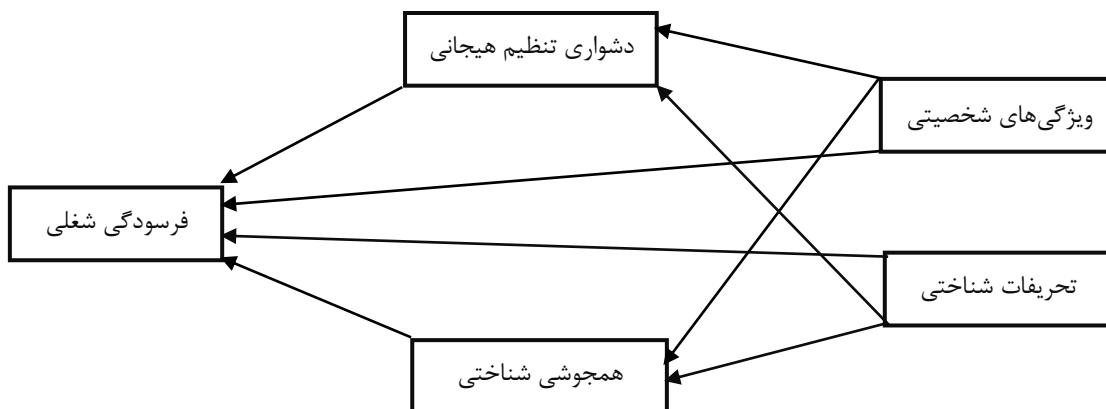 دشواری تنظیم هیجانی
ویژگی‌های شخصیتی
فرسودگی شغلی
تحریفات شناختی
همجوشی شناختی